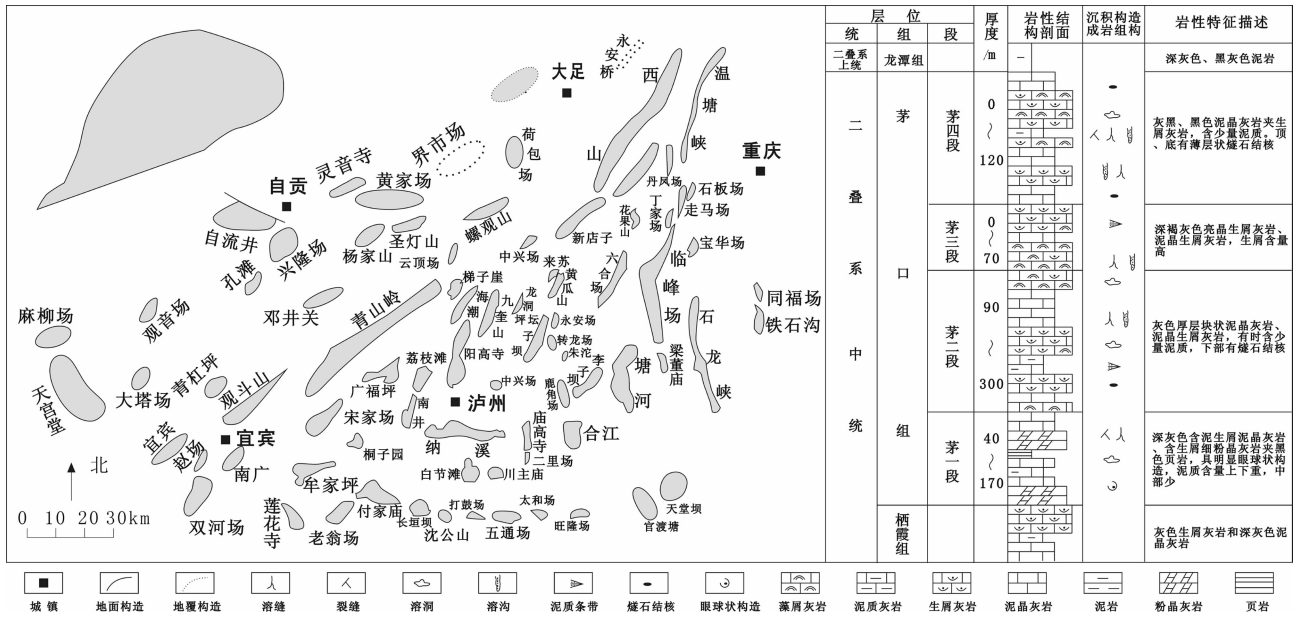 永安桥
大足
西山
温塘峡
荷包场
界市场
重庆
灵音寺
自贡
黄家场
丹凤场
石板场
丁家场
走马场
花果山
自流井
兴隆场
杨家山
圣灯山
云顶场
螺观山
中兴场
新店子
宝华场
临峰场
孔滩
梯子崖
来苏
黄瓜山
六合场
同福场
铁石沟
麻柳场
观音场
邓井关
青山岭
海潮
九奎山
龙洞坪
坛子坝
永安场
转龙场
朱沱
石龙峡
天宫堂
大塔场
青杠坪
观斗山
荔枝滩
阳高寺
广福坪
中兴场
鹿角场
李子坝
塘河
梁董庙
宜宾
赵场
宜宾
南广
宋家场
南井
泸州
纳溪
庙高寺
合江
桐子园
二里场
北
双河场
牟家坪
白节滩
川主庙
莲花寺
付家庙
老翁场
长垣坝
打鼓场
沈公山
五通场
太和场
旺隆场
官渡塘
天堂坝
0 10 20 30km
层 位
统 组 段
厚度/m
岩性结构剖面
沉积构造成岩组构
岩性特征描述
二叠系上统
龙潭组
深灰色、黑灰色泥岩
二叠系中统
茅口组
茅四段
0～120
灰黑、黑色泥晶灰岩夹生
屑灰岩，含少量泥质。顶
、底有薄层状燧石结核
茅三段
0～70
深褐灰色亮晶生屑灰岩、
泥晶生屑灰岩，生屑含量
高
茅二段
90～300
灰色厚层块状泥晶灰岩、
泥晶生屑灰岩，有时含少
量泥质，下部有燧石结核
茅一段
40～170
深灰色含泥生屑泥晶灰岩
、含生屑细粉晶灰岩夹黑
色页岩，具明显眼球状构
造，泥质含量上下重，中
部少
栖霞组
灰色生屑灰岩和深灰色泥
晶灰岩
城 镇
地面构造
地覆构造
溶缝
裂缝
溶洞
溶沟
泥质条带
燧石结核
眼球状构造
藻屑灰岩
泥质灰岩
生屑灰岩
泥晶灰岩
泥岩
粉晶灰岩
页岩